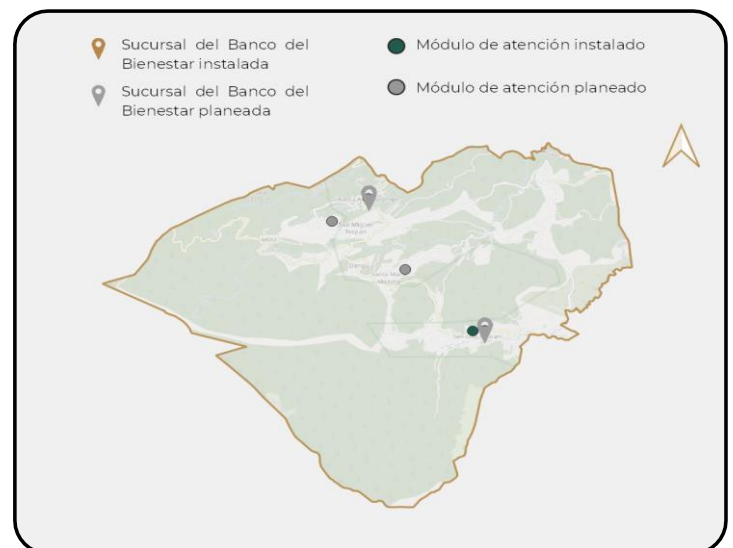 Sucursal del Banco del
Bienestar instalada
Módulo de atención instalado
Sucursal del Banco del
Bienestar planeada
Módulo de atención planeado